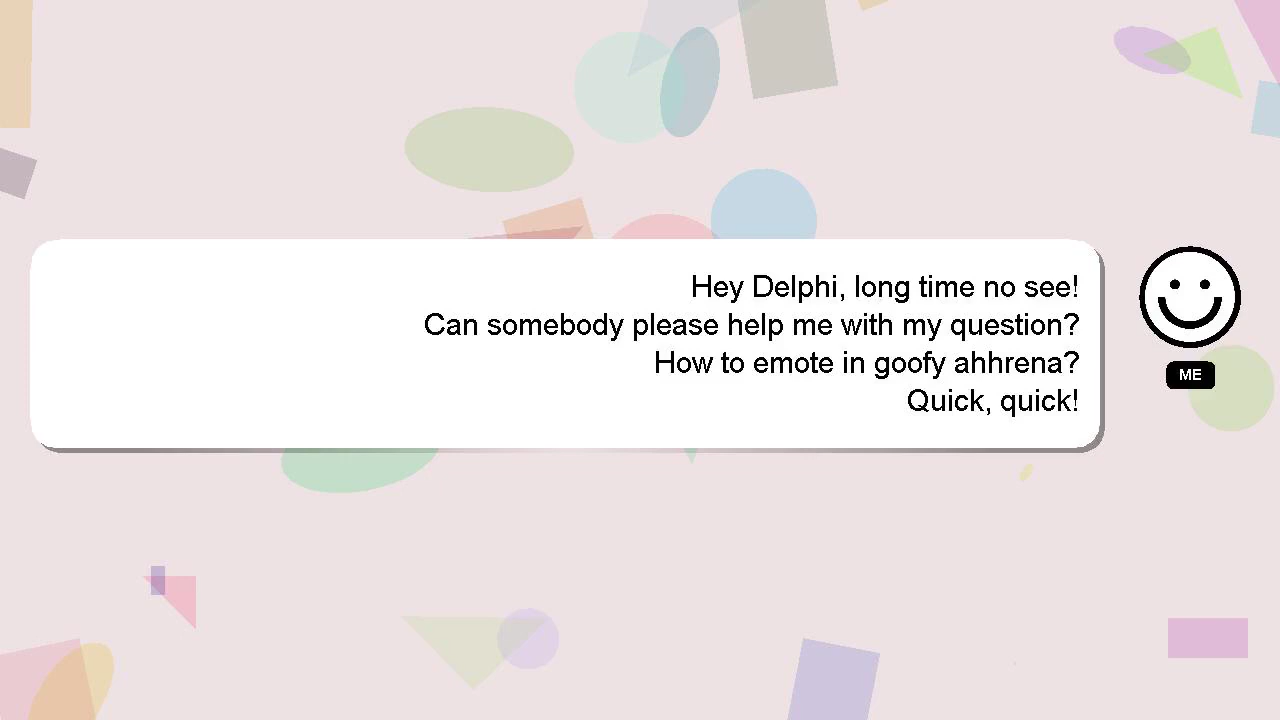 Hey Delphi, long time no see!
Can somebody please help me with my question?
How to emote in goofy ahhrena?
Quick, quick!
ME